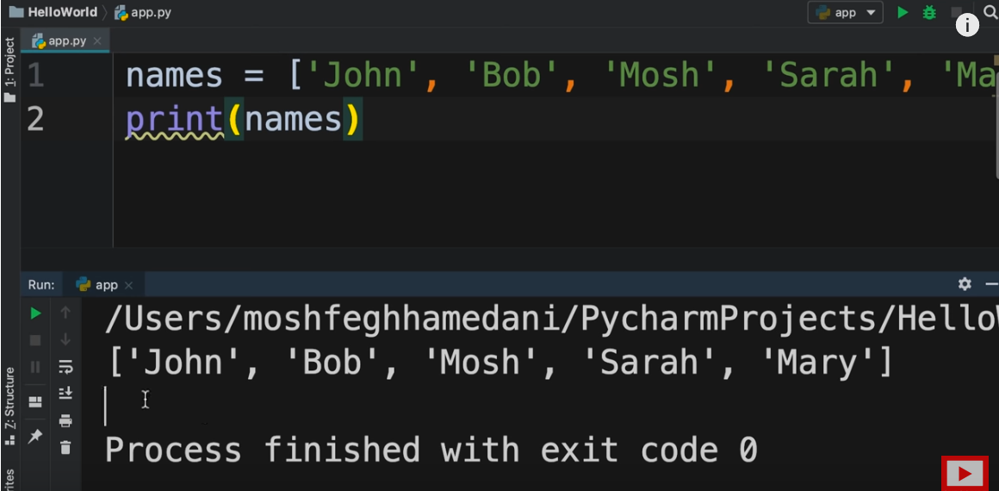 HelloWorld app.py app
1: Project app.py
1 names = ['John', 'Bob', 'Mosh', 'Sarah', 'Ma
2 print(names)
Run: app
/Users/moshfeghhamedani/PycharmProjects/Hello
['John', 'Bob', 'Mosh', 'Sarah', 'Mary']
Z: Structure
Process finished with exit code 0